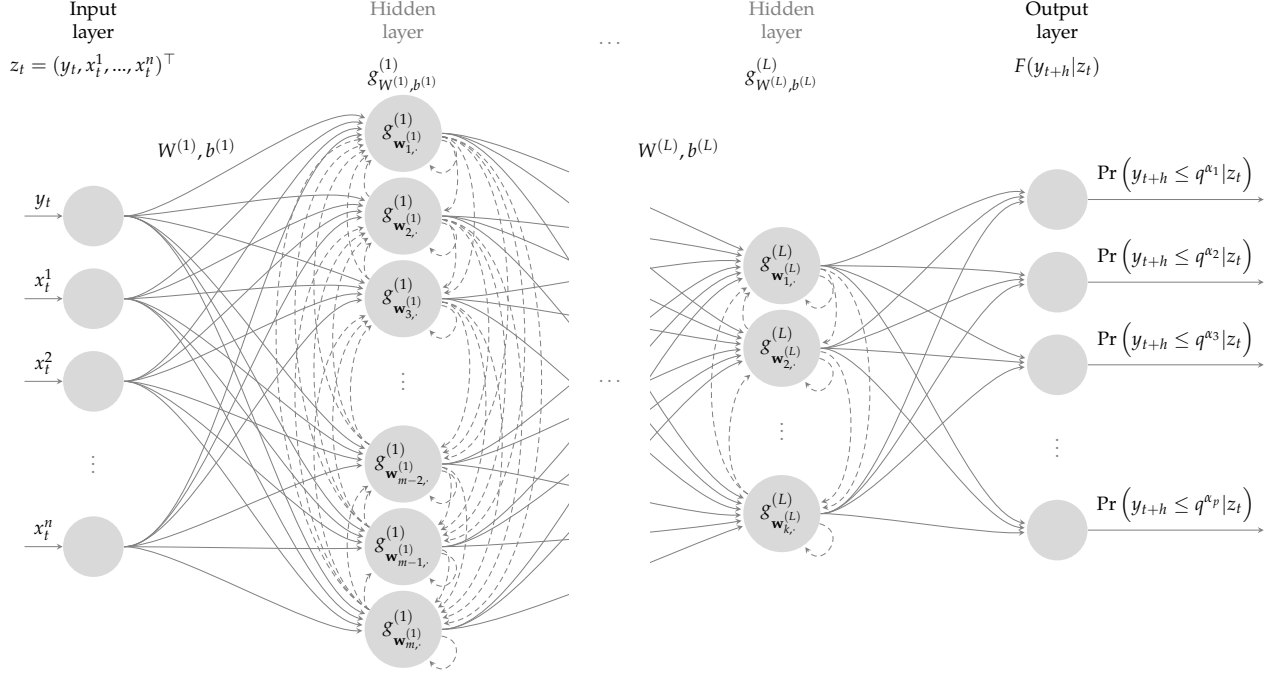 Input layer
z_t = (y_t, x_t^1, ..., x_t^n)^⊤
Hidden layer
g^{(1)}_{W^{(1)}, b^{(1)}}
...
Hidden layer
g^{(L)}_{W^{(L)}, b^{(L)}}
Output layer
F(y_{t+h}|z_t)
W^{(1)}, b^{(1)}
W^{(L)}, b^{(L)}
y_t
x_t^1
x_t^2
⋮
x_t^n
g^{(1)}_{w^{(1)}_{1,·}}
g^{(1)}_{w^{(1)}_{2,·}}
g^{(1)}_{w^{(1)}_{3,·}}
⋮
g^{(1)}_{w^{(1)}_{m−2,·}}
g^{(1)}_{w^{(1)}_{m−1,·}}
g^{(1)}_{w^{(1)}_{m,·}}
...
g^{(L)}_{w^{(L)}_{1,·}}
g^{(L)}_{w^{(L)}_{2,·}}
⋮
g^{(L)}_{w^{(L)}_{k,·}}
Pr (y_{t+h} ≤ q^{α_1}|z_t)
Pr (y_{t+h} ≤ q^{α_2}|z_t)
Pr (y_{t+h} ≤ q^{α_3}|z_t)
⋮
Pr (y_{t+h} ≤ q^{α_p}|z_t)